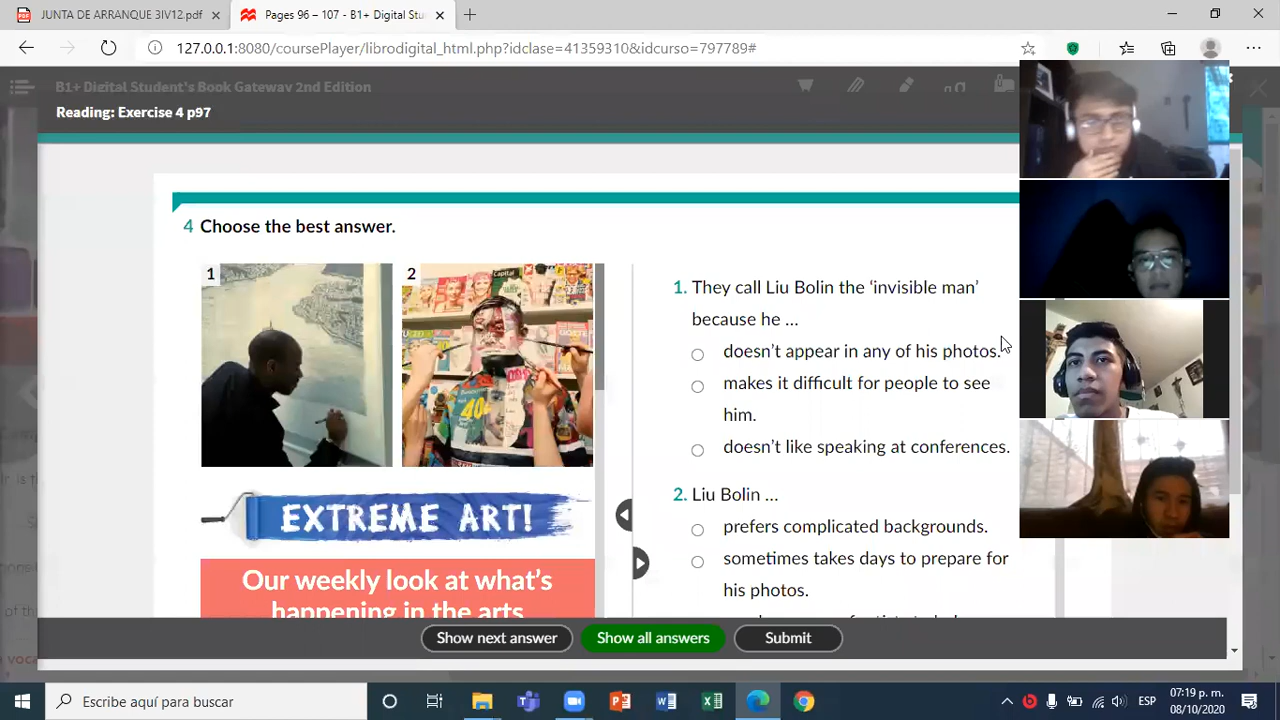 JUNTA DE ARRANQUE 3IV12.pdf
Pages 96 – 107 - B1+ Digital Stu
127.0.0.1:8080/coursePlayer/librodigital_html.php?idclase=41359310&idcurso=797789#
B1+ Digital Student's Book Gateway 2nd Edition
Reading: Exercise 4 p97
4 Choose the best answer.
1
2
EXTREME ART!
Our weekly look at what's
happening in the arts
1. They call Liu Bolin the ‘invisible man’
because he ...
doesn’t appear in any of his photos.
makes it difficult for people to see
him.
doesn’t like speaking at conferences.
2. Liu Bolin ...
prefers complicated backgrounds.
sometimes takes days to prepare for
his photos.
Show next answer
Show all answers
Submit
Escribe aquí para buscar
ESP
07:19 p. m.
08/10/2020